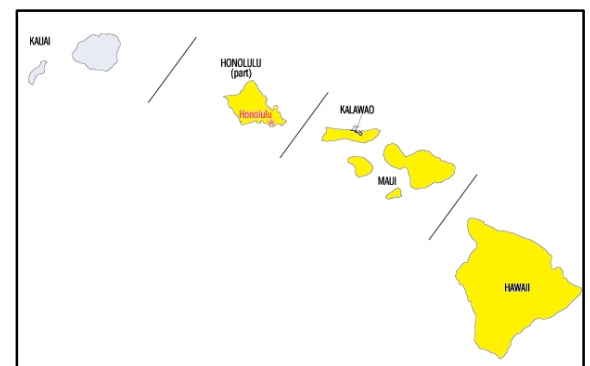 KAUAI
HONOLULU
(part)
Honolulu
KALAWAO
MAUI
HAWAII